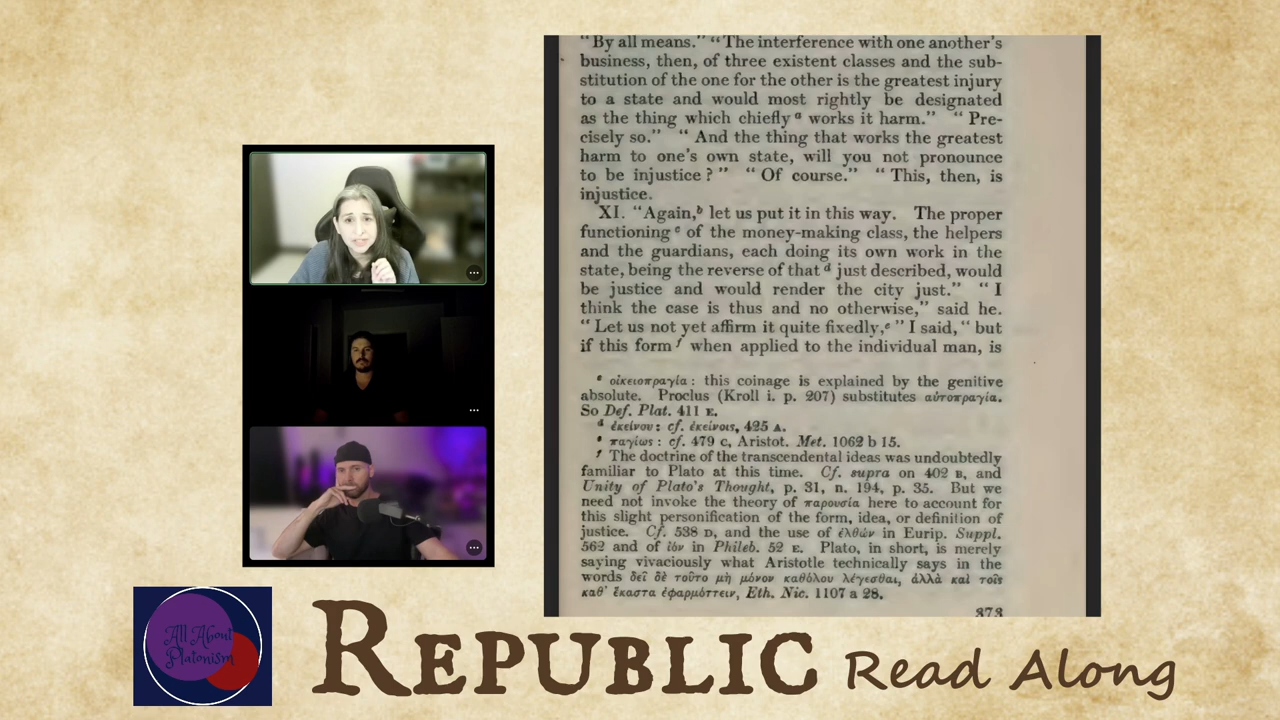 “By all means.” “The interference with one another’s
business, then, of three existent classes and the sub-
stitution of the one for the other is the greatest injury
to a state and would most rightly be designated
as the thing which chiefly ᵃ works it harm.” “Pre-
cisely so.” “And the thing that works the greatest
harm to one’s own state, will you not pronounce
to be injustice?” “Of course.” “This, then, is
injustice.
XI. “Again,ᵇ let us put it in this way. The proper
functioning ᶜ of the money-making class, the helpers
and the guardians, each doing its own work in the
state, being the reverse of that ᵈ just described, would
be justice and would render the city just.” “I
think the case is thus and no otherwise,” said he.
“Let us not yet affirm it quite fixedly,ᵉ” I said, “but
if this form ᶠ when applied to the individual man, is
ᶜ οἰκειοπραγία: this coinage is explained by the genitive
absolute. Proclus (Kroll i. p. 207) substitutes αὐτοπραγία.
So Def. Plat. 411 E.
ᵈ ἐκείνου: cf. ἐκείνοις, 425 A.
ᵉ παγίως: cf. 479 C, Aristot. Met. 1062 b 15.
ᶠ The doctrine of the transcendental ideas was undoubtedly
familiar to Plato at this time. Cf. supra on 402 B, and
Unity of Plato’s Thought, p. 31, n. 194, p. 35. But we
need not invoke the theory of παρουσία here to account for
this slight personification of the form, idea, or definition of
justice. Cf. 538 D, and the use of ἐλθών in Eurip. Suppl.
562 and of ἰόν in Phileb. 52 E. Plato, in short, is merely
saying vivaciously what Aristotle technically says in the
words δεῖ δὲ τοῦτο μὴ μόνον καθόλου λέγεσθαι, ἀλλὰ καὶ τοῖς
καθ’ ἕκαστα ἐφαρμόττειν, Eth. Nic. 1107 a 28.
373
All About
Platonism
REPUBLIC Read Along